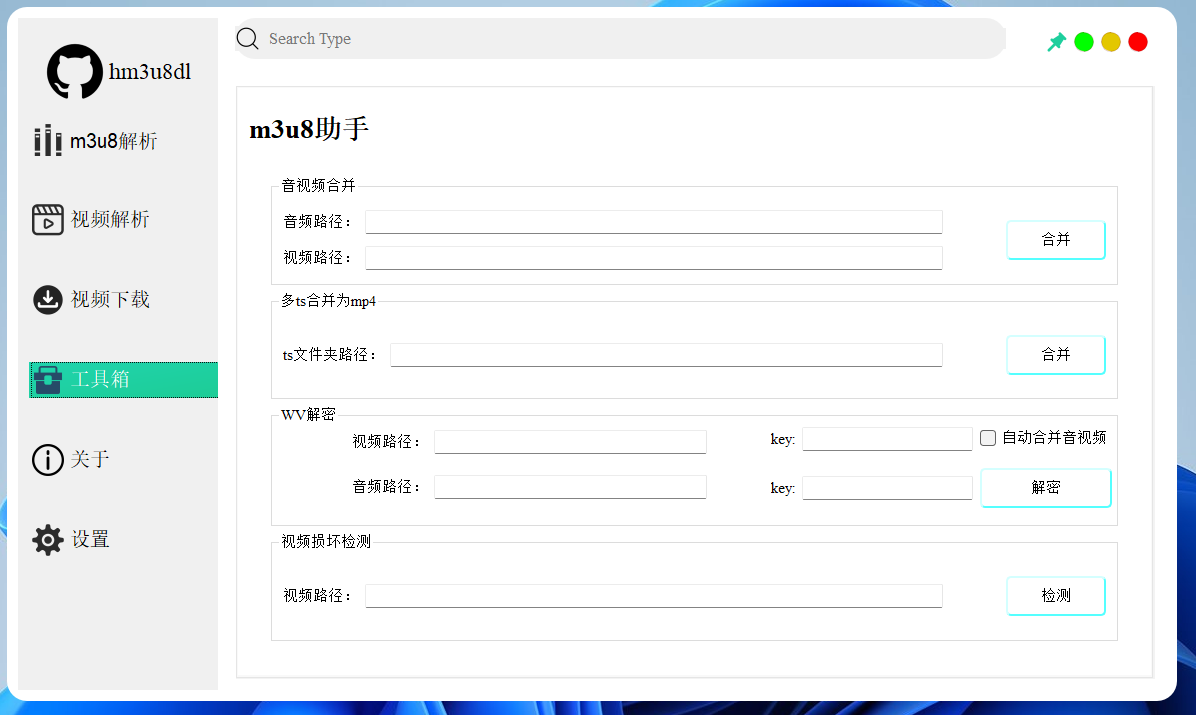 hm3u8dl
Search Type
m3u8解析
视频解析
视频下载
工具箱
关于
设置
m3u8助手
音视频合并
音频路径：
视频路径：
合并
多ts合并为mp4
ts文件夹路径：
合并
WV解密
视频路径：
key:
自动合并音视频
音频路径：
key:
解密
视频损坏检测
视频路径：
检测